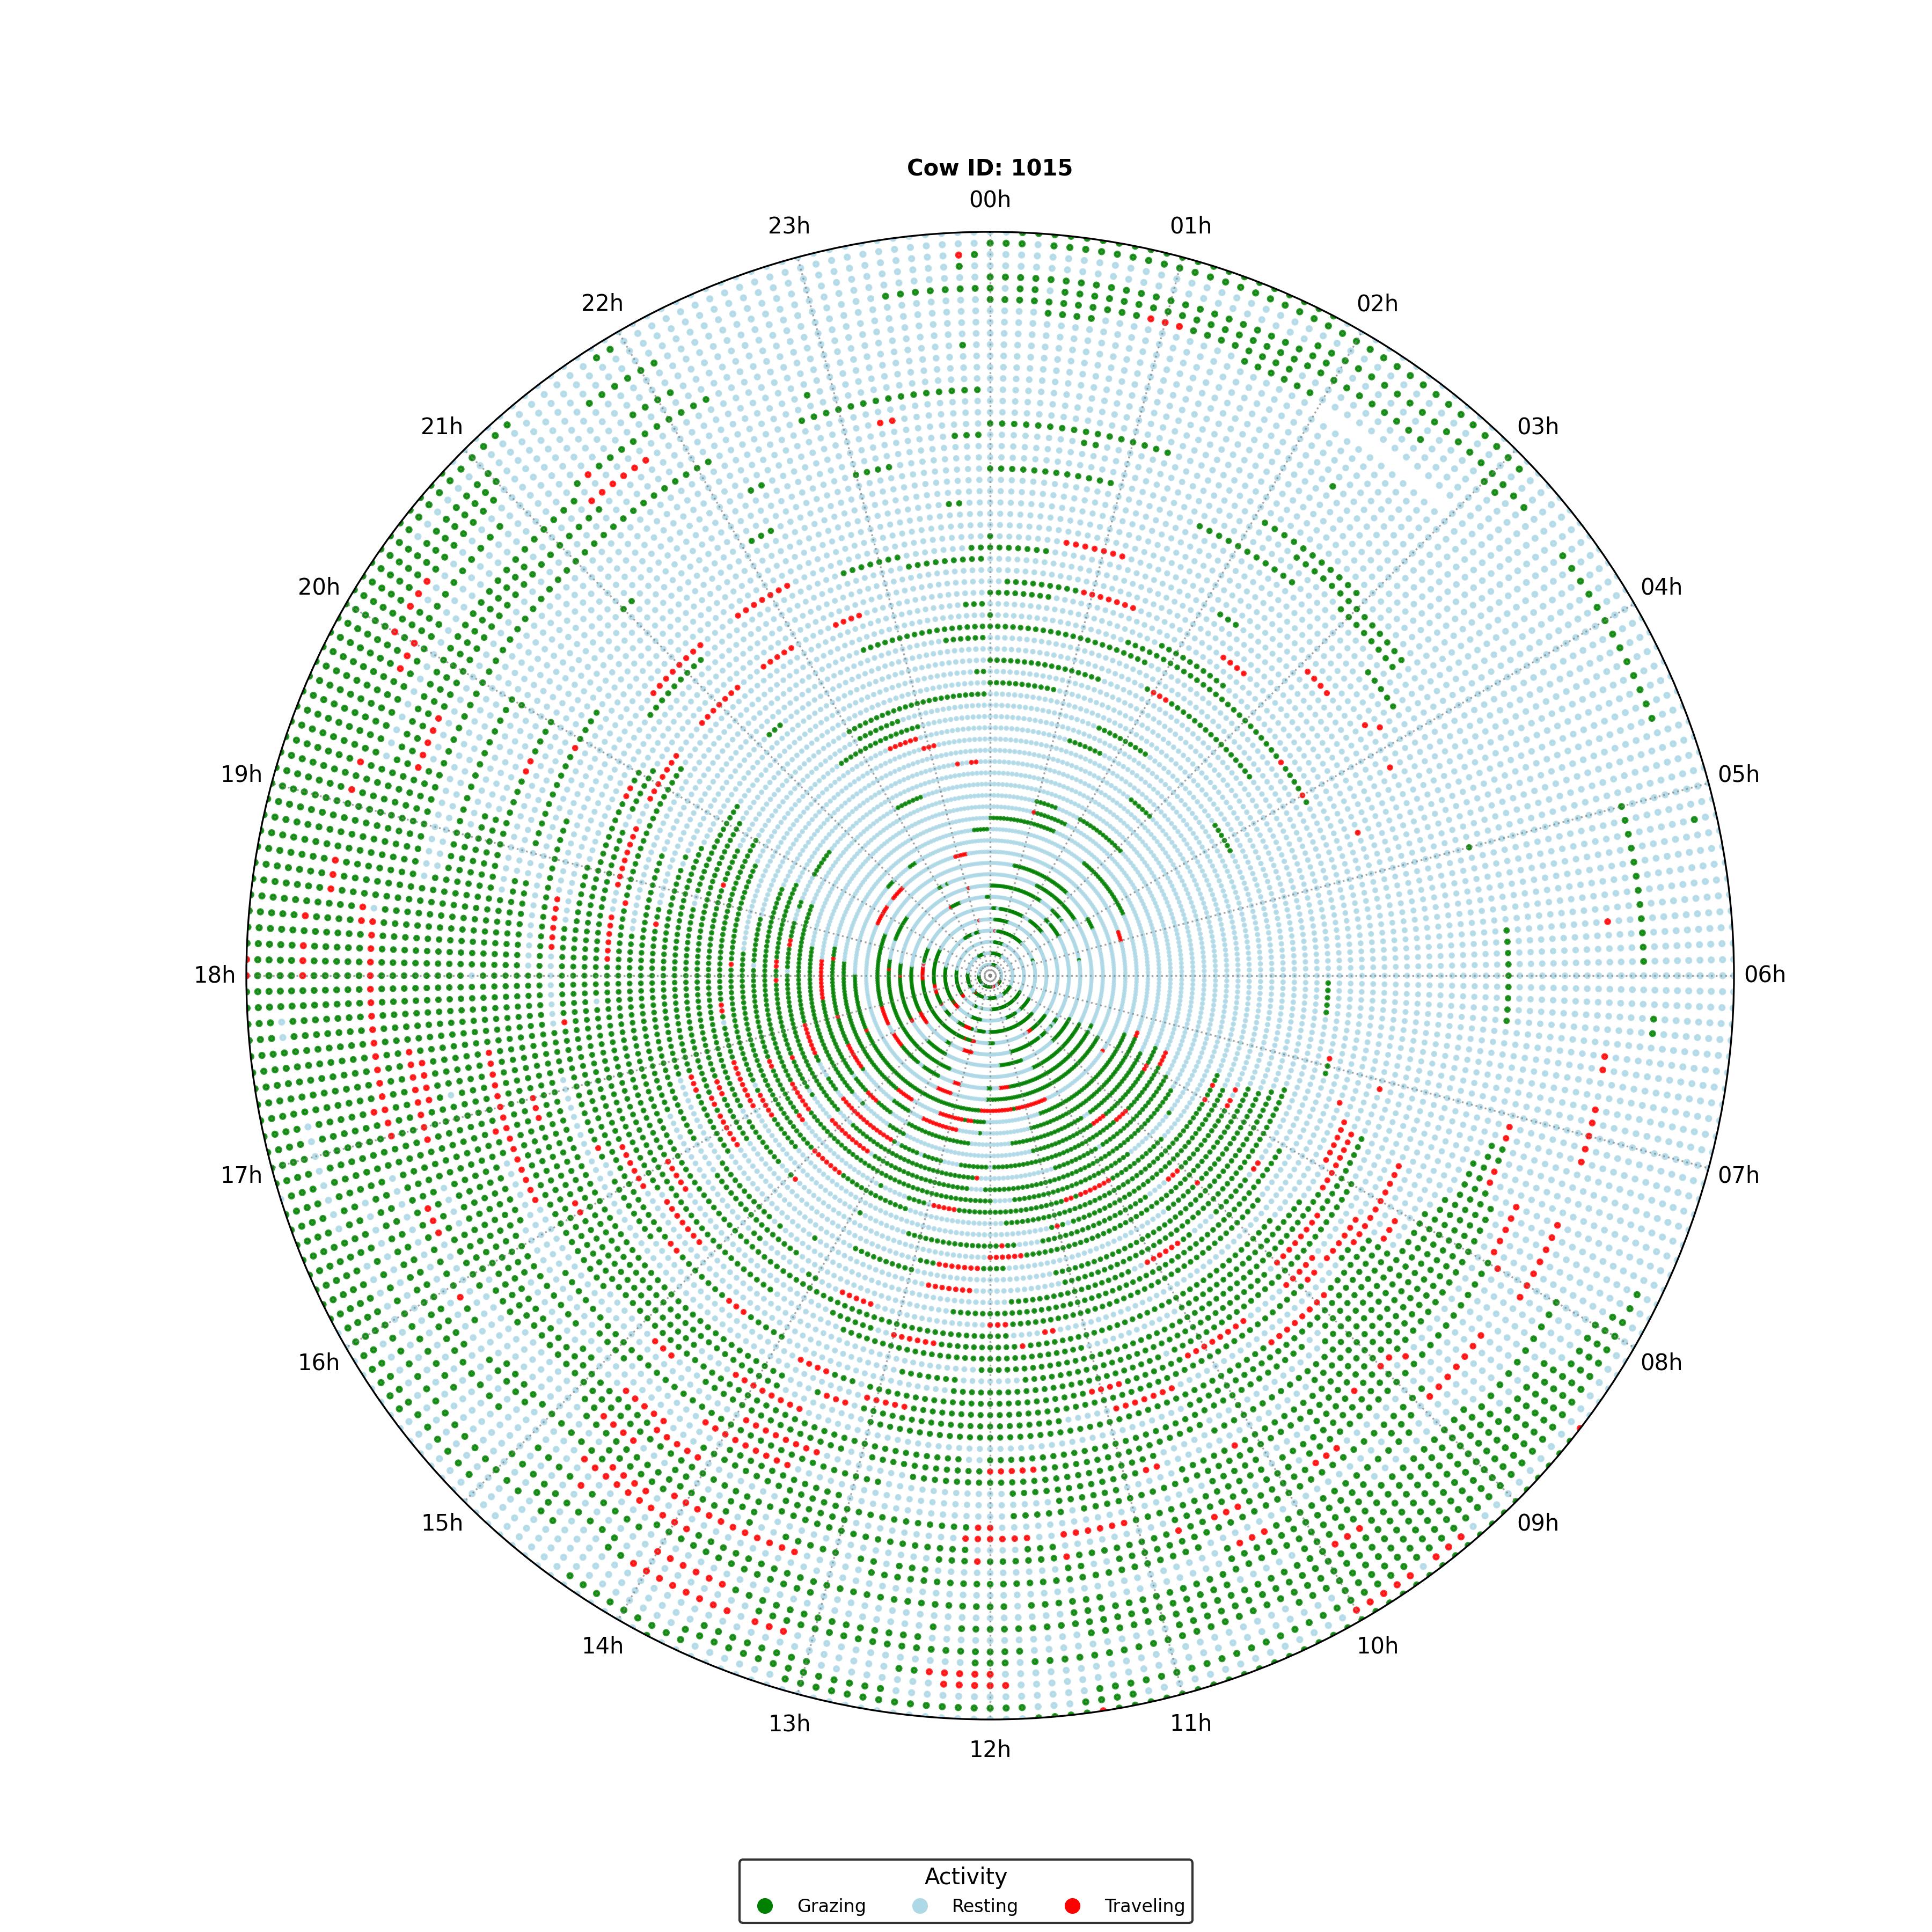 Cow ID: 1015
00h
23h
01h
22h
02h
21h
03h
20h
04h
19h
05h
18h
06h
17h
07h
16h
08h
15h
09h
14h
10h
13h
11h
12h
Activity
Grazing Resting Traveling